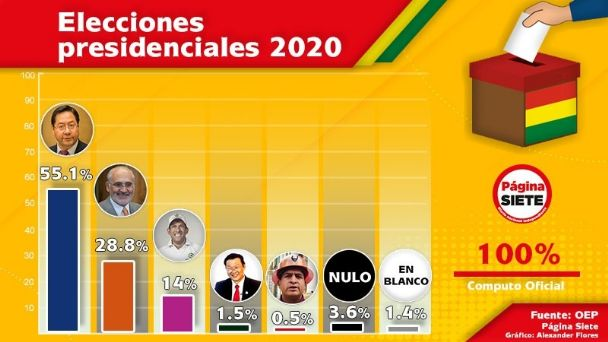 Elecciones
presidenciales 2020
100
90
80
70
60
50
40
30
20
10
55.1%
28.8%
14%
1.5%
0.5%
NULO
3.6%
EN
BLANCO
1.4%
Página
SIETE
100%
Computo Oficial
Fuente: OEP
Página Siete
Gráfico: Alexander Flores